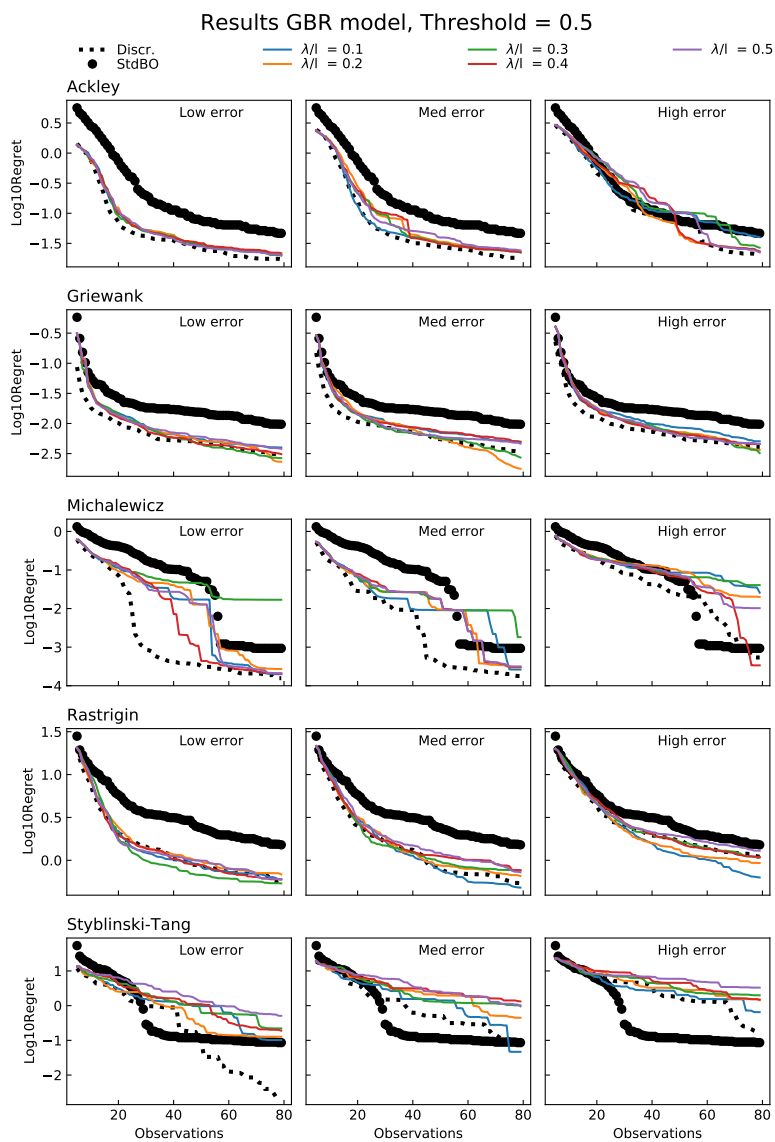 Results GBR model, Threshold = 0.5
Discr. λ/l = 0.1 λ/l = 0.3 λ/l = 0.5
StdBO λ/l = 0.2 λ/l = 0.4
Ackley
Low error Med error High error
0.5
0.0
−0.5
−1.0
−1.5
Log10Regret
Griewank
Low error Med error High error
−0.5
−1.0
−1.5
−2.0
−2.5
Log10Regret
Michalewicz
Low error Med error High error
0
−1
−2
−3
−4
Log10Regret
Rastrigin
Low error Med error High error
1.5
1.0
0.5
0.0
Log10Regret
Styblinski-Tang
Low error Med error High error
1
0
−1
−2
Log10Regret
20 40 60 80 20 40 60 80 20 40 60 80
Observations Observations Observations